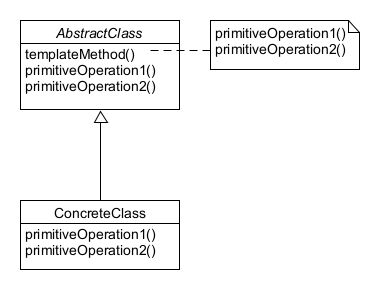 AbstractClass
templateMethod()
primitiveOperation1()
primitiveOperation2()
primitiveOperation1()
primitiveOperation2()
ConcreteClass
primitiveOperation1()
primitiveOperation2()